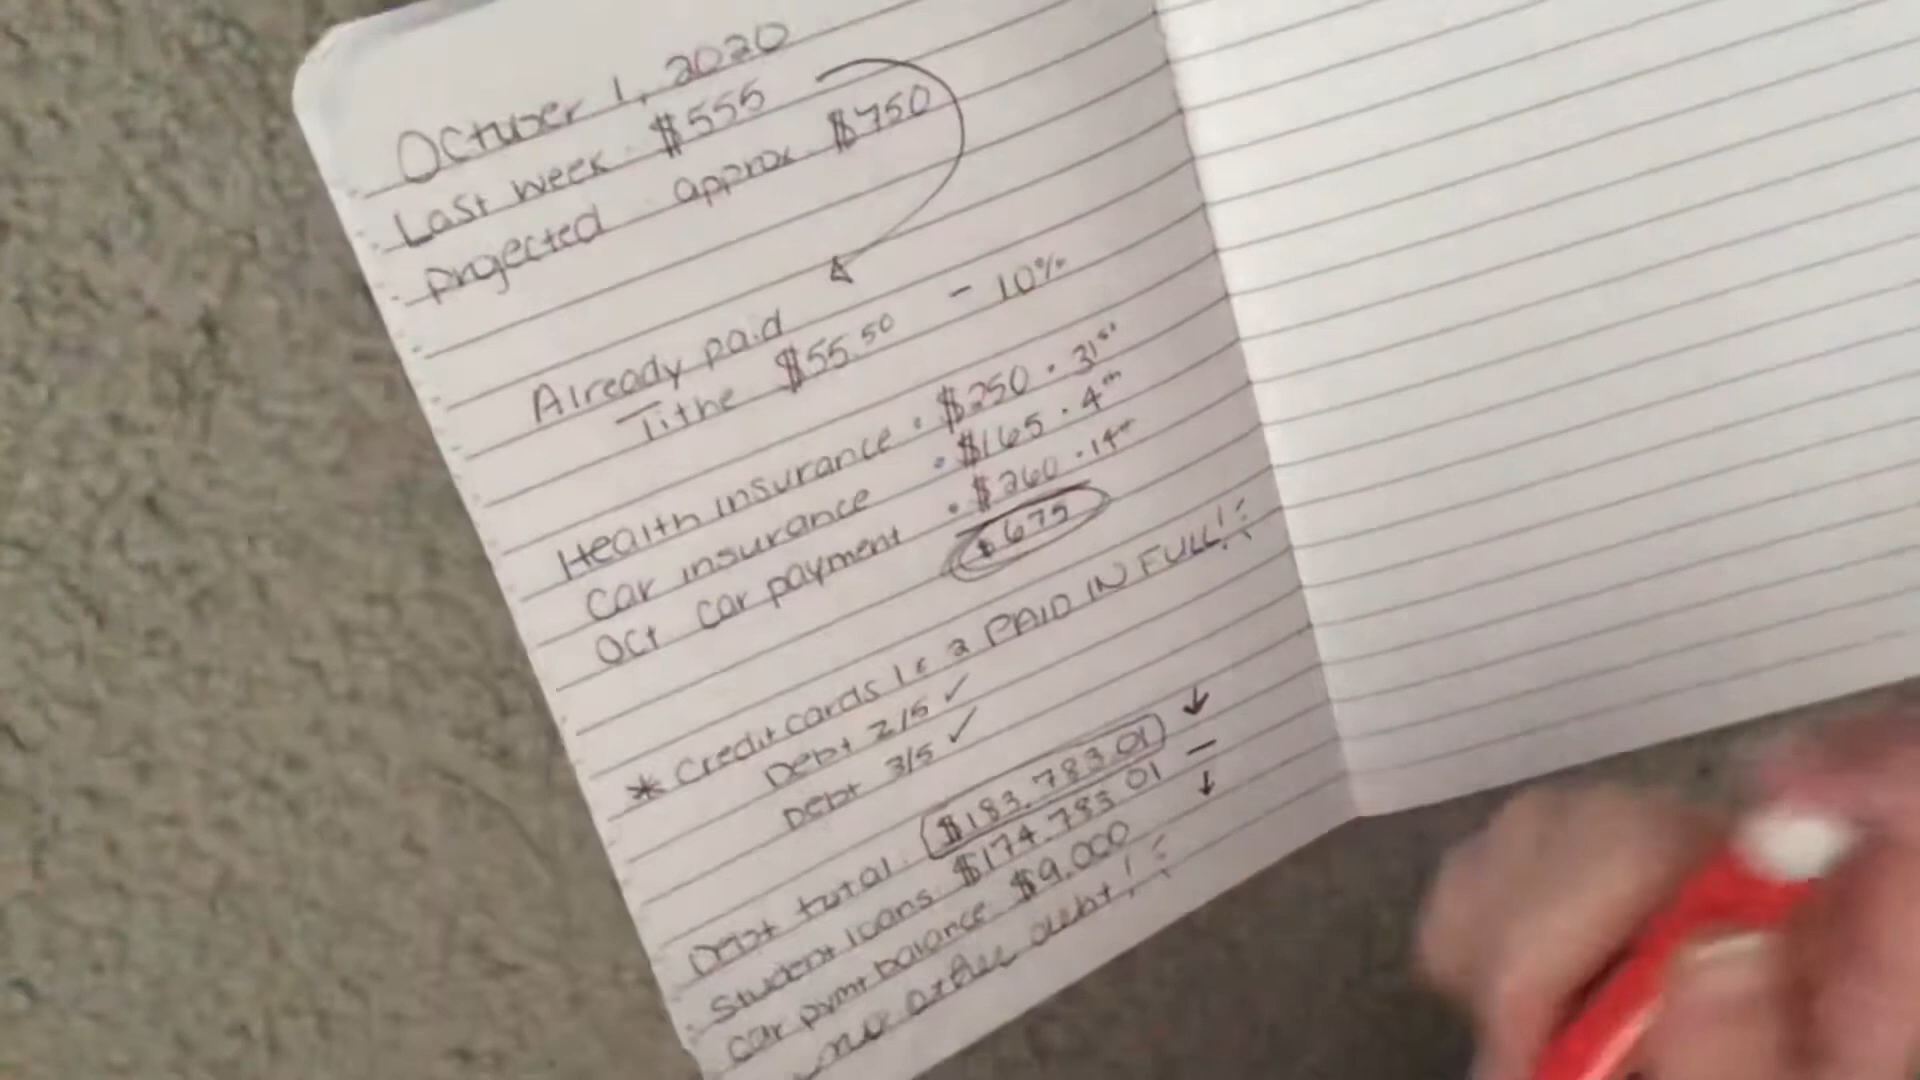 October 1, 2020
Last week $555
projected approx $750
Already paid
Tithe $55.50 - 10%
Health insurance • $250 • 31st
Car insurance • $165 • 4th
Oct car payment • $260 • 14th
$675
* Credit cards 1 & 2 PAID IN FULL!!
Debt 2/5 ✓
Debt 3/5 ✓
Debt total $183,783.01 ↓
Student loans $174,783.01 —
car pymt balance $9,000 ↓
no other debt!!